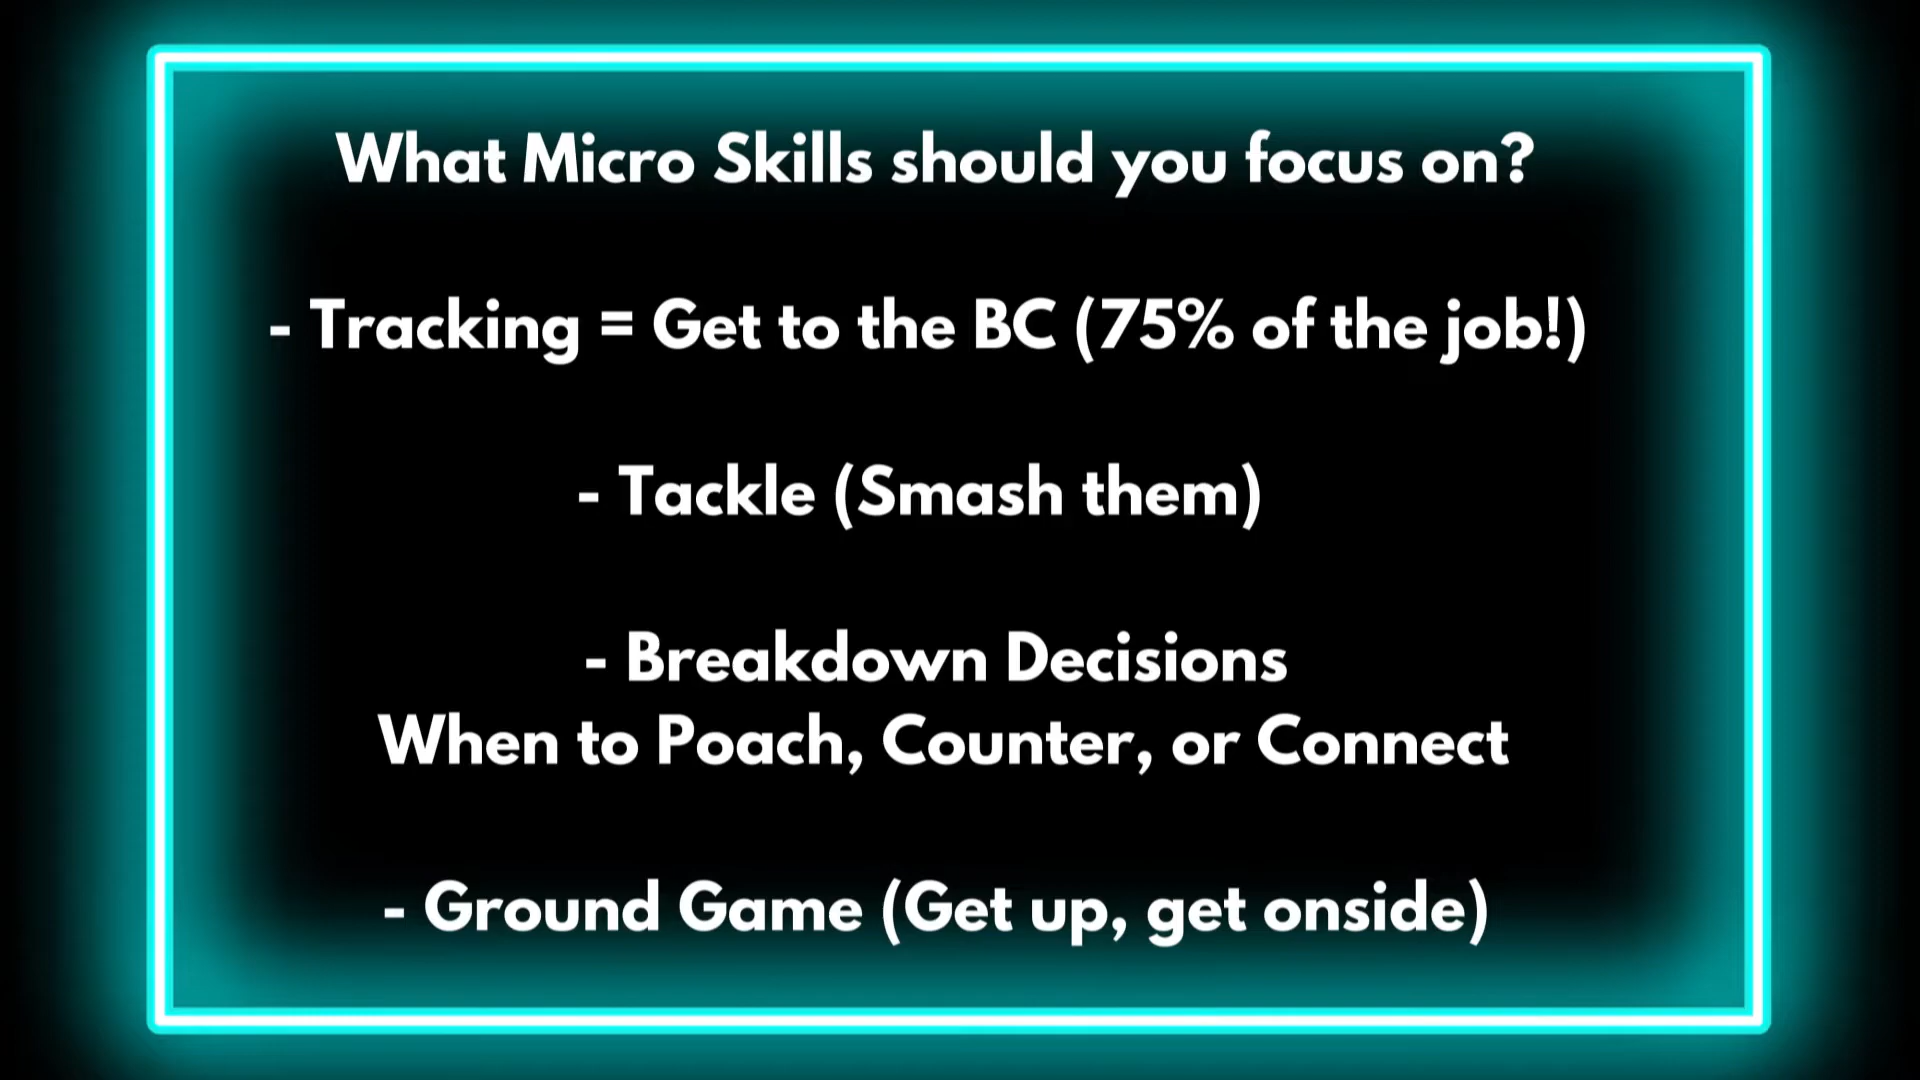 What Micro Skills should you focus on?
- Tracking = Get to the BC (75% of the job!)
- Tackle (Smash them)
- Breakdown Decisions
When to Poach, Counter, or Connect
- Ground Game (Get up, get onside)